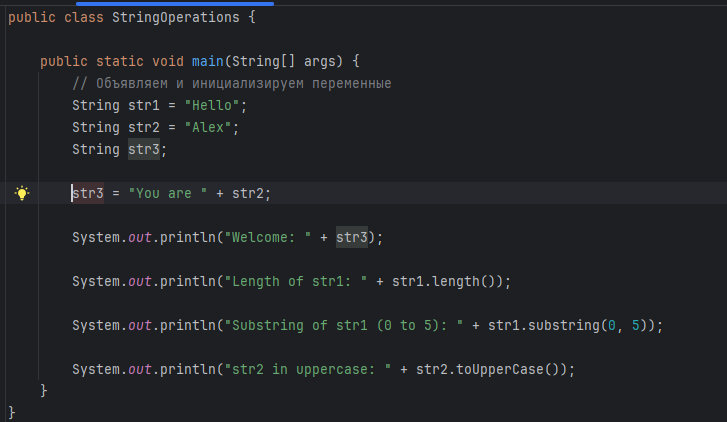 public class StringOperations {
public static void main(String[] args) {
// Объявляем и инициализируем переменные
String str1 = "Hello";
String str2 = "Alex";
String str3;
str3 = "You are " + str2;
System.out.println("Welcome: " + str3);
System.out.println("Length of str1: " + str1.length());
System.out.println("Substring of str1 (0 to 5): " + str1.substring(0, 5));
System.out.println("str2 in uppercase: " + str2.toUpperCase());
}
}